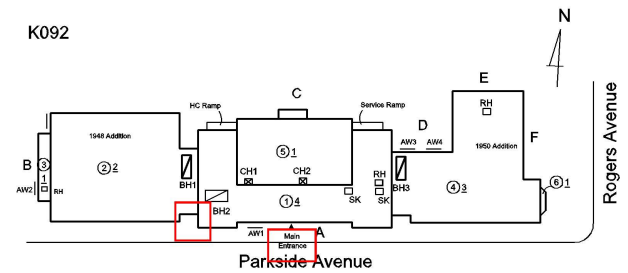 N
K092
E
C
HC Ramp
Service Ramp
RH
D
AW3 AW4
1948 Addition
1950 Addition
F
Rogers Avenue
B
3
1
AW2
RH
2 2
5 1
BH1
CH1
CH2
RH
BH3
6 1
BH2
1 4
SK
SK
4 3
AW1
A
Main
Entrance
Parkside Avenue